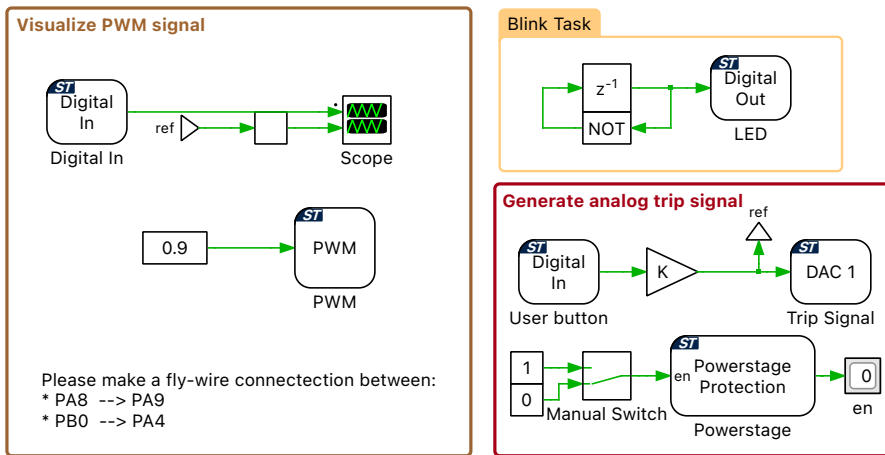 Visualize PWM signal
ST
Digital
In
Digital In
ref
Scope
0.9
ST
PWM
PWM
Please make a fly-wire connectection between:
* PA8 --> PA9
* PB0 --> PA4
Blink Task
z-1
NOT
ST
Digital
Out
LED
Generate analog trip signal
ref
ST
Digital
In
User button
K
ST
DAC 1
Trip Signal
1
0
Manual Switch
ST
en
Powerstage
Protection
Powerstage
0
en